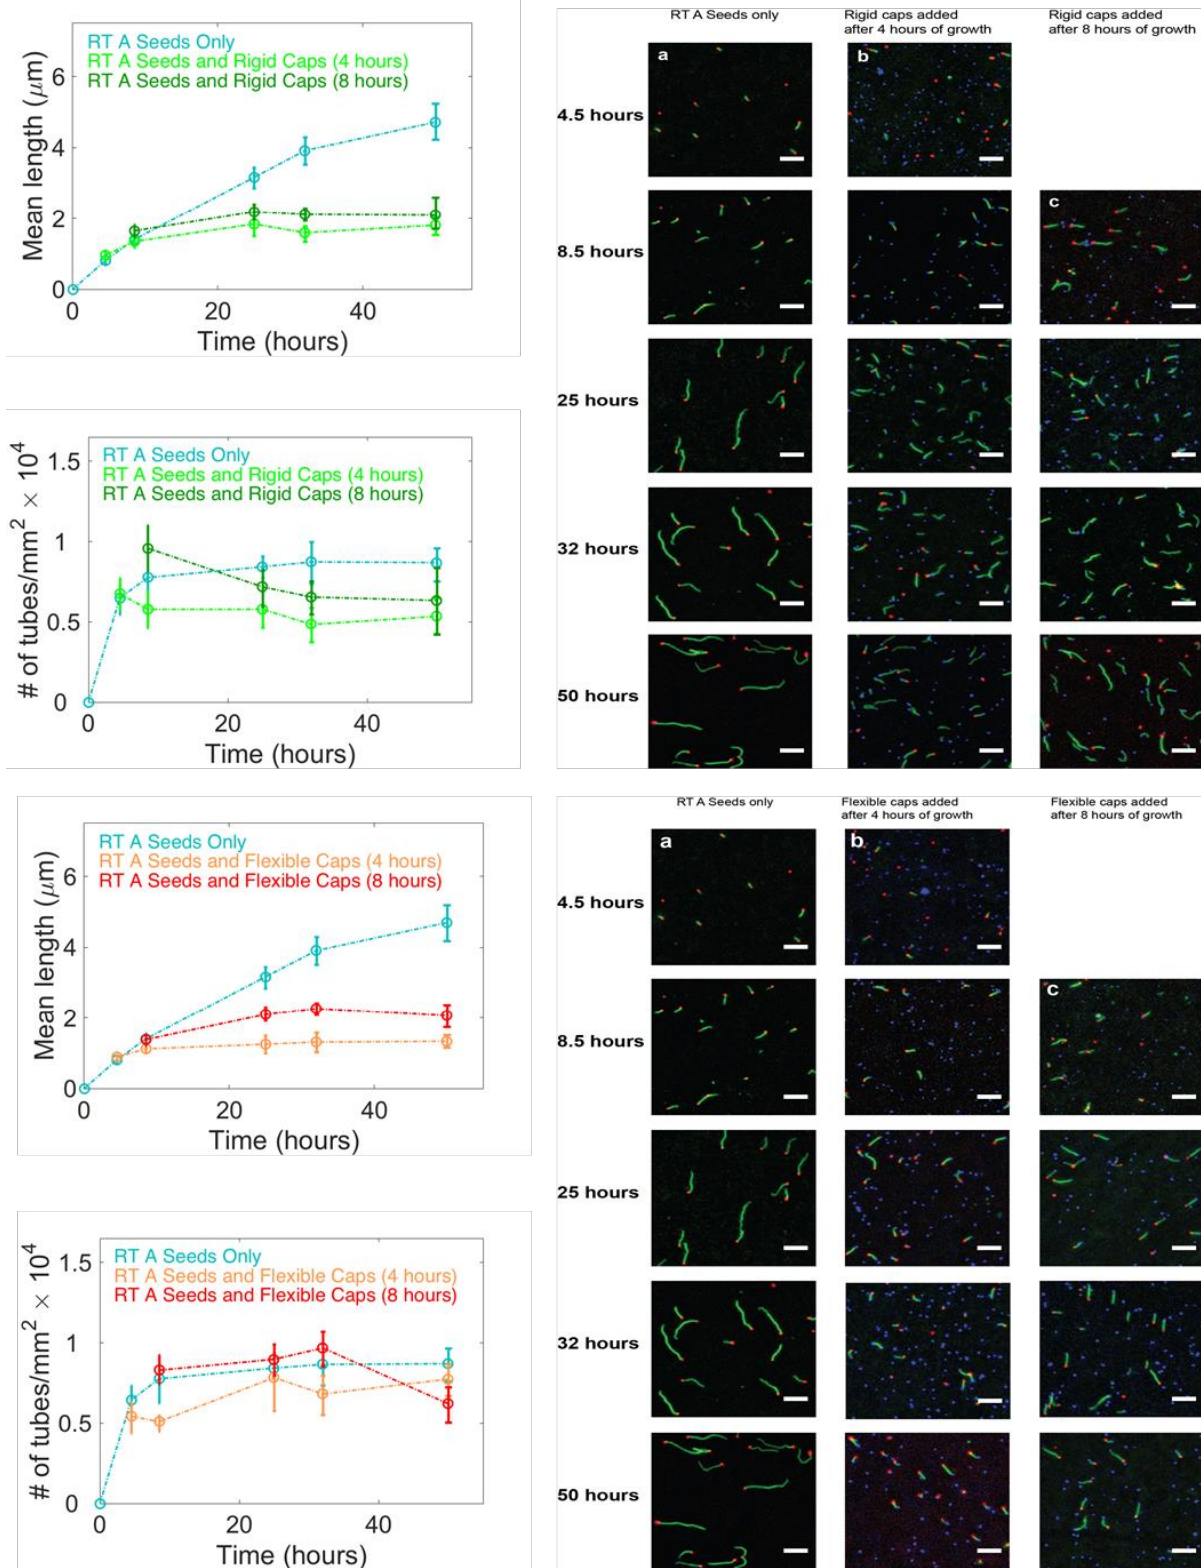 RT A Seeds Only
RT A Seeds and Rigid Caps (4 hours)
RT A Seeds and Rigid Caps (8 hours)
Mean length (μm)
6
4
2
0
0 20 40
Time (hours)
RT A Seeds Only
RT A Seeds and Rigid Caps (4 hours)
RT A Seeds and Rigid Caps (8 hours)
# of tubes/mm² × 10⁴
1.5
1
0.5
0
0 20 40
Time (hours)
RT A Seeds only
Rigid caps added
after 4 hours of growth
Rigid caps added
after 8 hours of growth
a
b
4.5 hours
c
8.5 hours
25 hours
32 hours
50 hours
RT A Seeds Only
RT A Seeds and Flexible Caps (4 hours)
RT A Seeds and Flexible Caps (8 hours)
Mean length (μm)
6
4
2
0
0 20 40
Time (hours)
RT A Seeds Only
RT A Seeds and Flexible Caps (4 hours)
RT A Seeds and Flexible Caps (8 hours)
# of tubes/mm² × 10⁴
1.5
1
0.5
0
0 20 40
Time (hours)
RT A Seeds only
Flexible caps added
after 4 hours of growth
Flexible caps added
after 8 hours of growth
a
b
4.5 hours
c
8.5 hours
25 hours
32 hours
50 hours